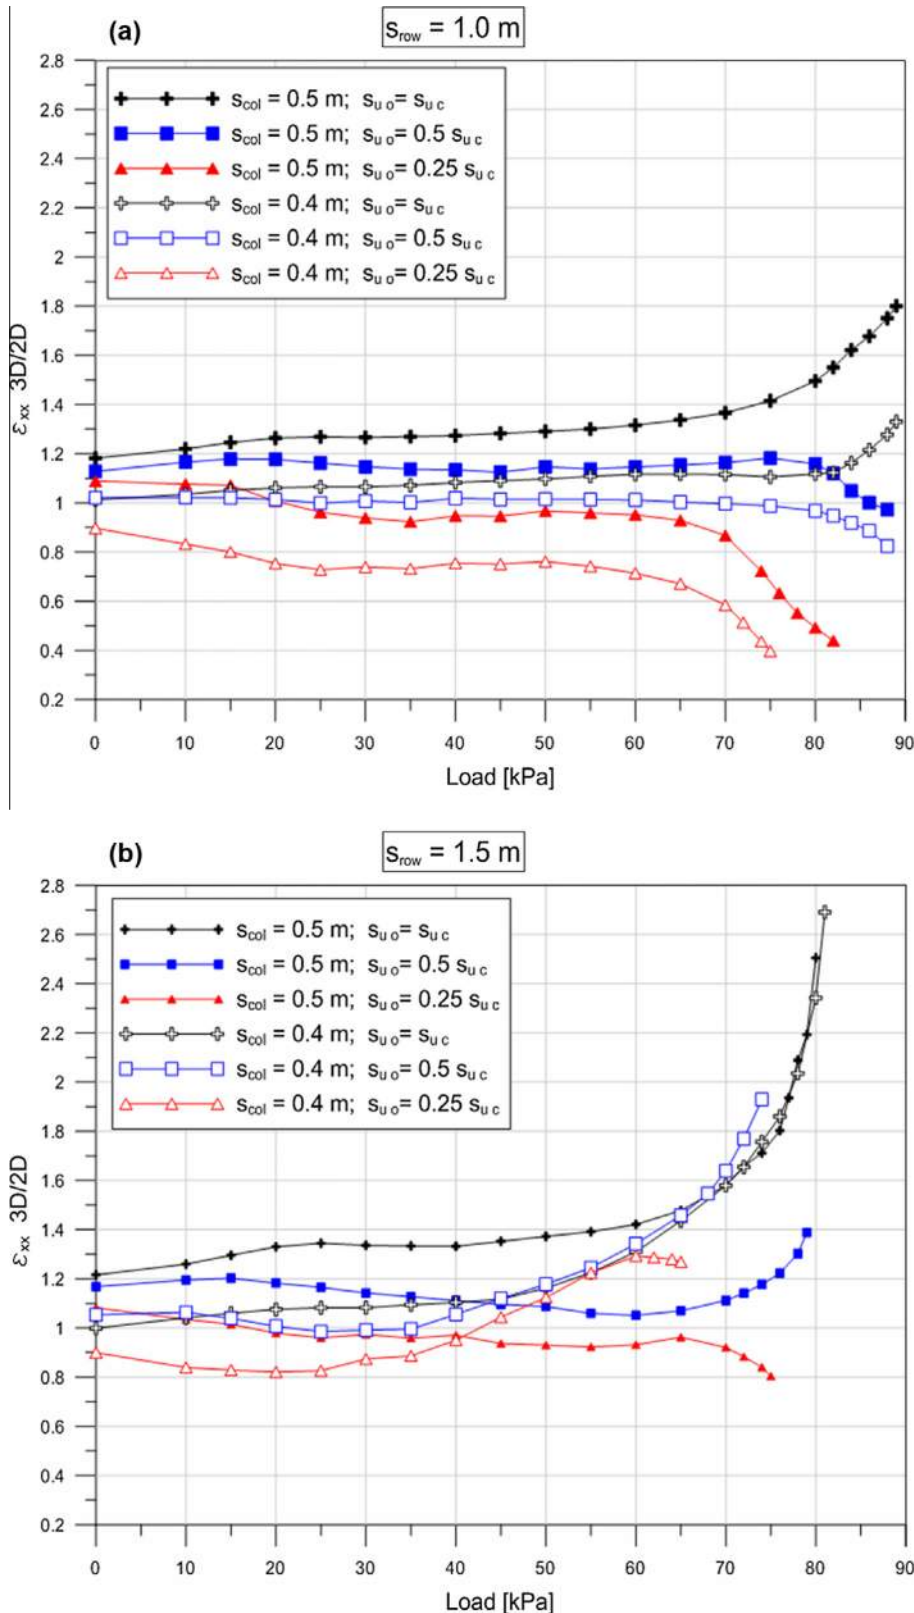 (a)
s_row = 1.0 m
2.8
s_col = 0.5 m; s_u o = s_u c
2.6
s_col = 0.5 m; s_u o = 0.5 s_u c
2.4
s_col = 0.5 m; s_u o = 0.25 s_u c
2.2
s_col = 0.4 m; s_u o = s_u c
s_col = 0.4 m; s_u o = 0.5 s_u c
2
s_col = 0.4 m; s_u o = 0.25 s_u c
1.8
1.6
1.4
1.2
1
0.8
0.6
0.4
0.2
ε_xx 3D/2D
0 10 20 30 40 50 60 70 80 90
Load [kPa]
(b)
s_row = 1.5 m
2.8
s_col = 0.5 m; s_u o = s_u c
2.6
s_col = 0.5 m; s_u o = 0.5 s_u c
2.4
s_col = 0.5 m; s_u o = 0.25 s_u c
s_col = 0.4 m; s_u o = s_u c
2.2
s_col = 0.4 m; s_u o = 0.5 s_u c
2
s_col = 0.4 m; s_u o = 0.25 s_u c
1.8
1.6
1.4
1.2
1
0.8
0.6
0.4
0.2
ε_xx 3D/2D
0 10 20 30 40 50 60 70 80 90
Load [kPa]